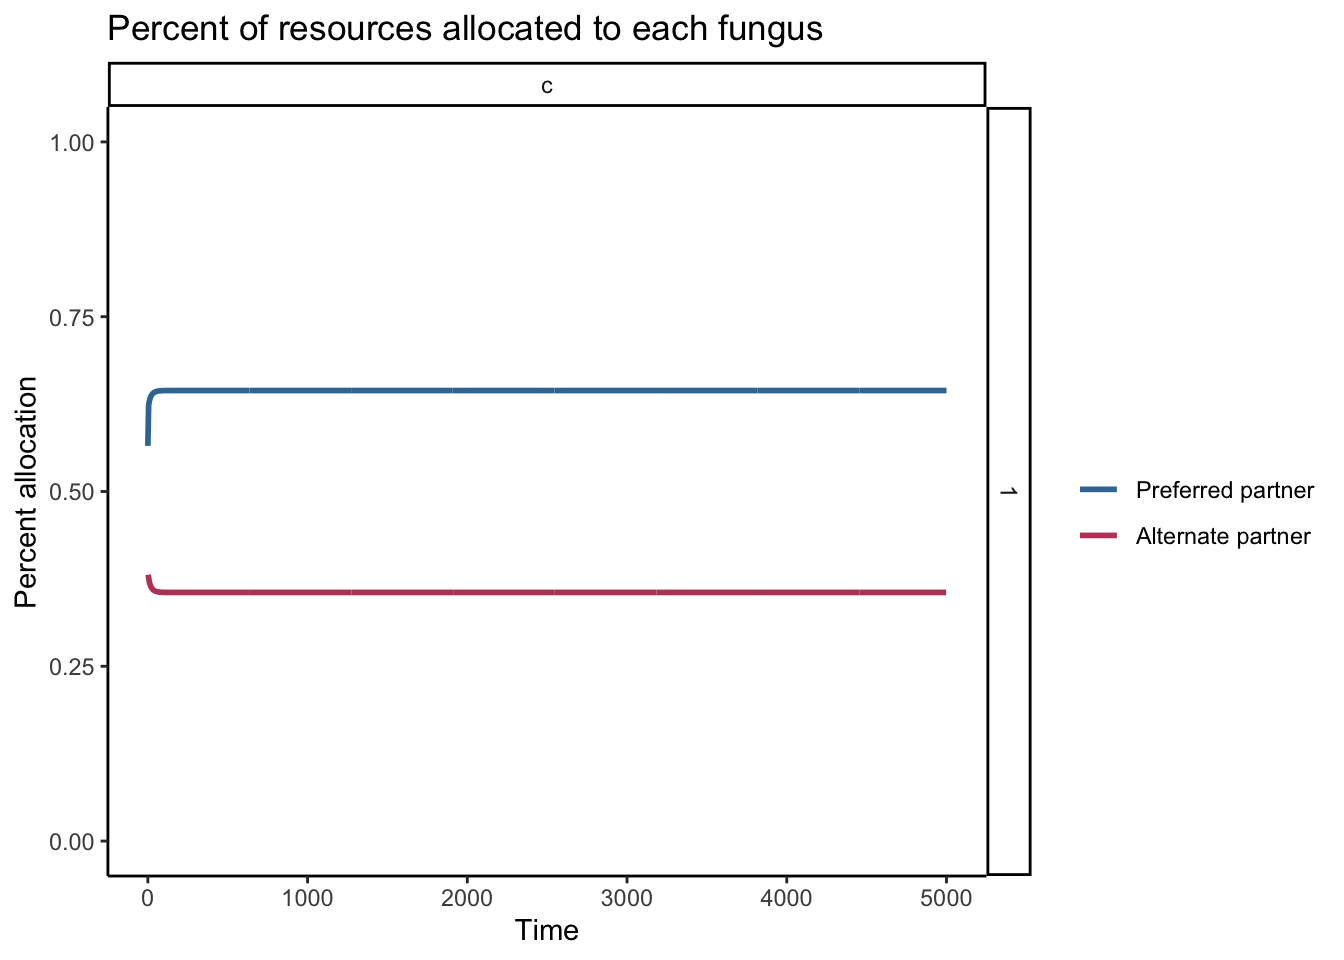 Percent of resources allocated to each fungus
c
1.00
0.75
0.50
0.25
0.00
Percent allocation
1
Preferred partner
Alternate partner
0 1000 2000 3000 4000 5000
Time